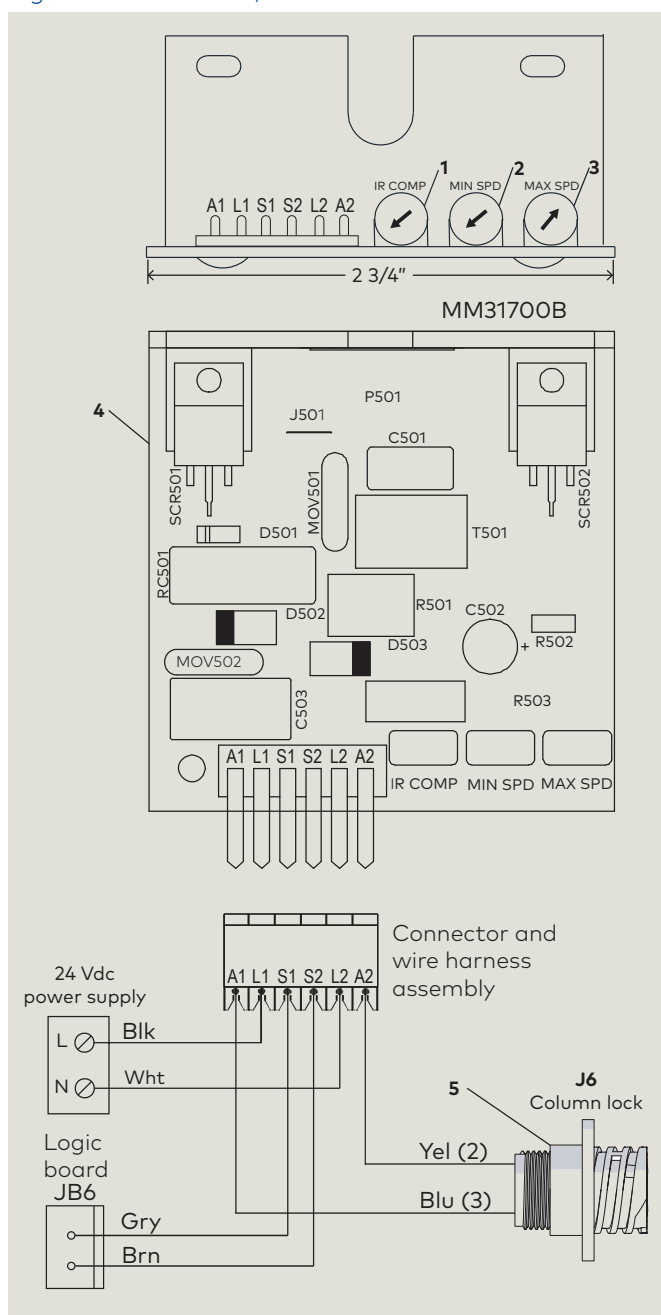 1 2 3
IR COMP MIN SPD MAX SPD
A1 L1 S1 S2 L2 A2
2 3/4"
MM31700B
4
P501
J501
C501
SCR501
MOV501
SCR502
D501
T501
RC501
D502
R501
C502
D503
+
R502
MOV502
C503
R503
A1 L1 S1 S2 L2 A2
IR COMP MIN SPD MAX SPD
Connector and
wire harness
assembly
A1 L1 S1 S2 L2 A2
24 Vdc
power supply
L
Blk
N
Wht
5
J6
Column lock
Logic
board
JB6
Yel (2)
Blu (3)
Gry
Brn